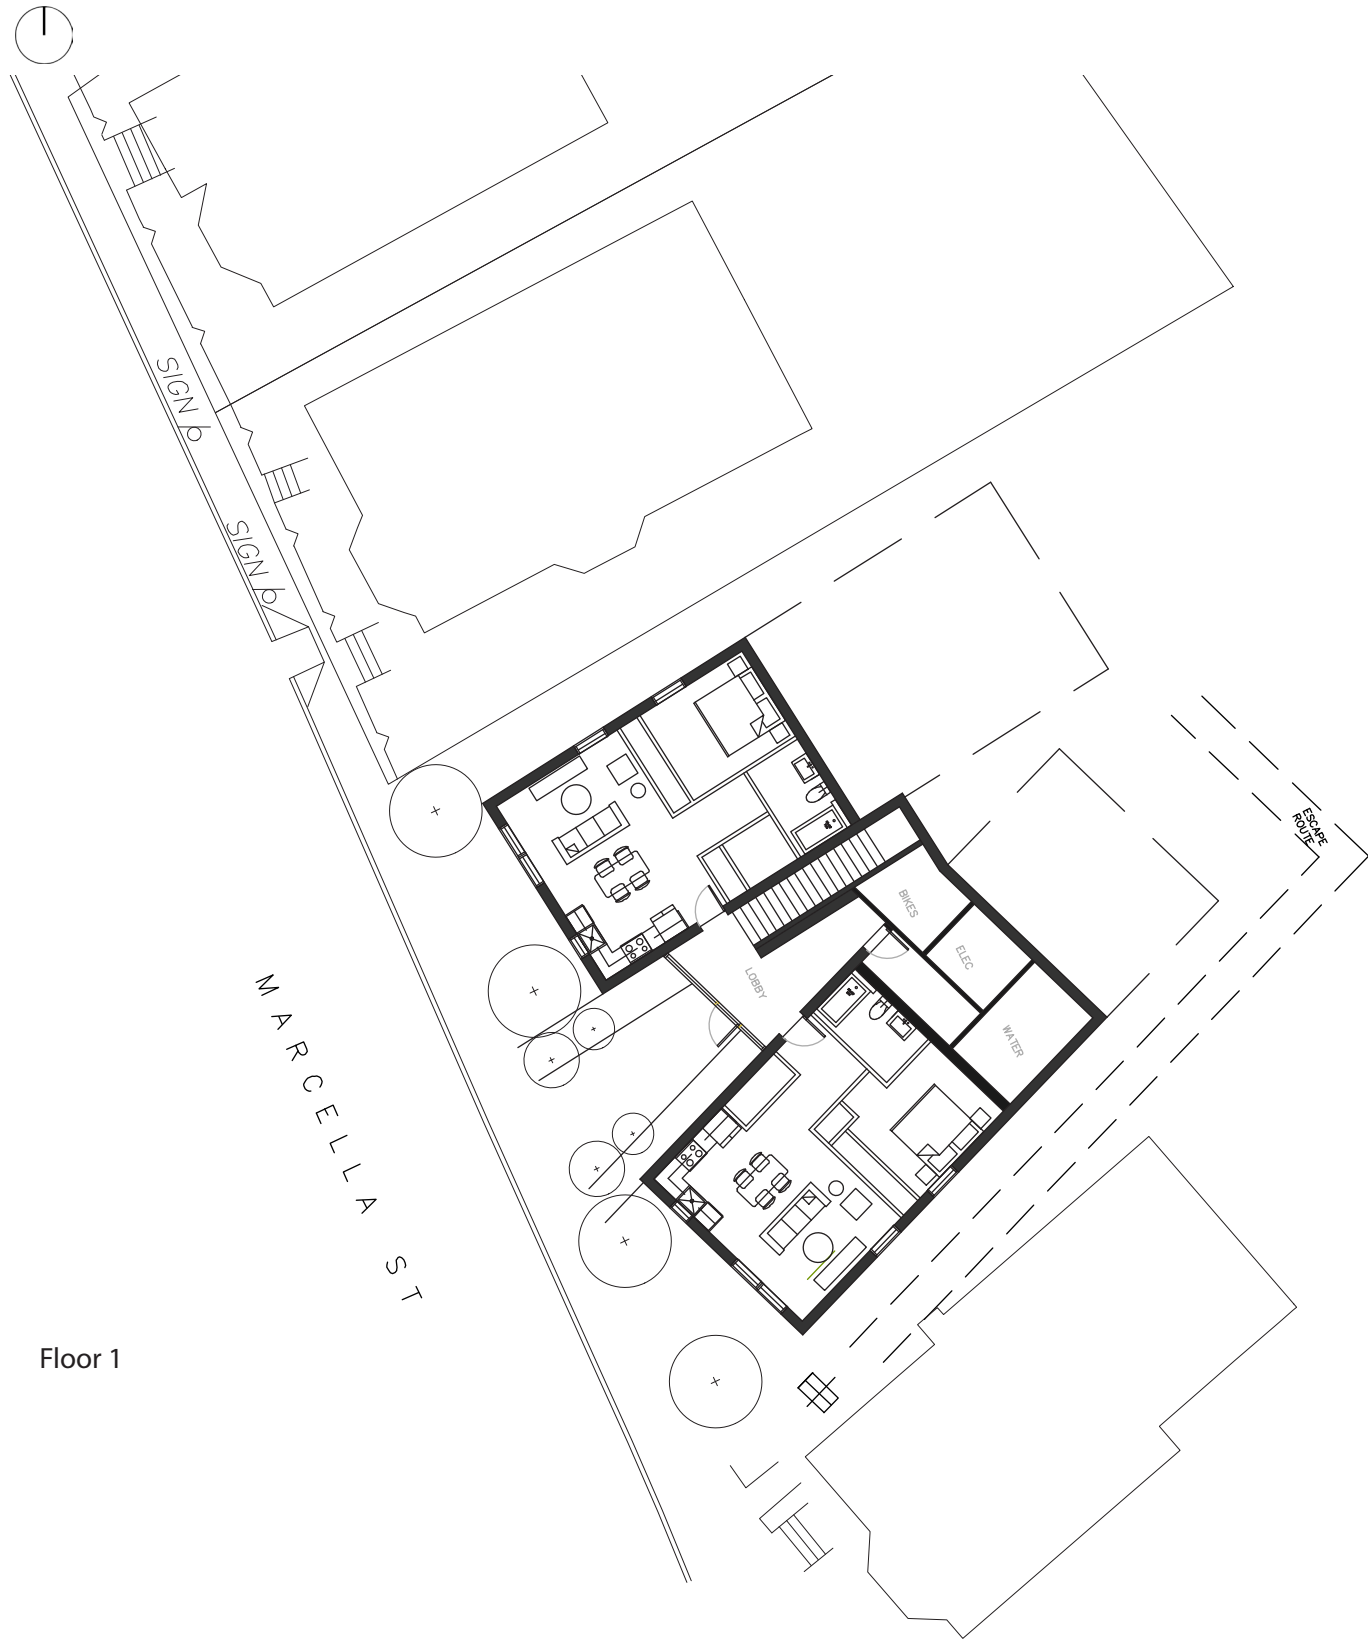 SIGN
SIGN
ESCAPE
ROUTE
BIKES
ELEC
LOBBY
WATER
MARCELLA ST
Floor 1